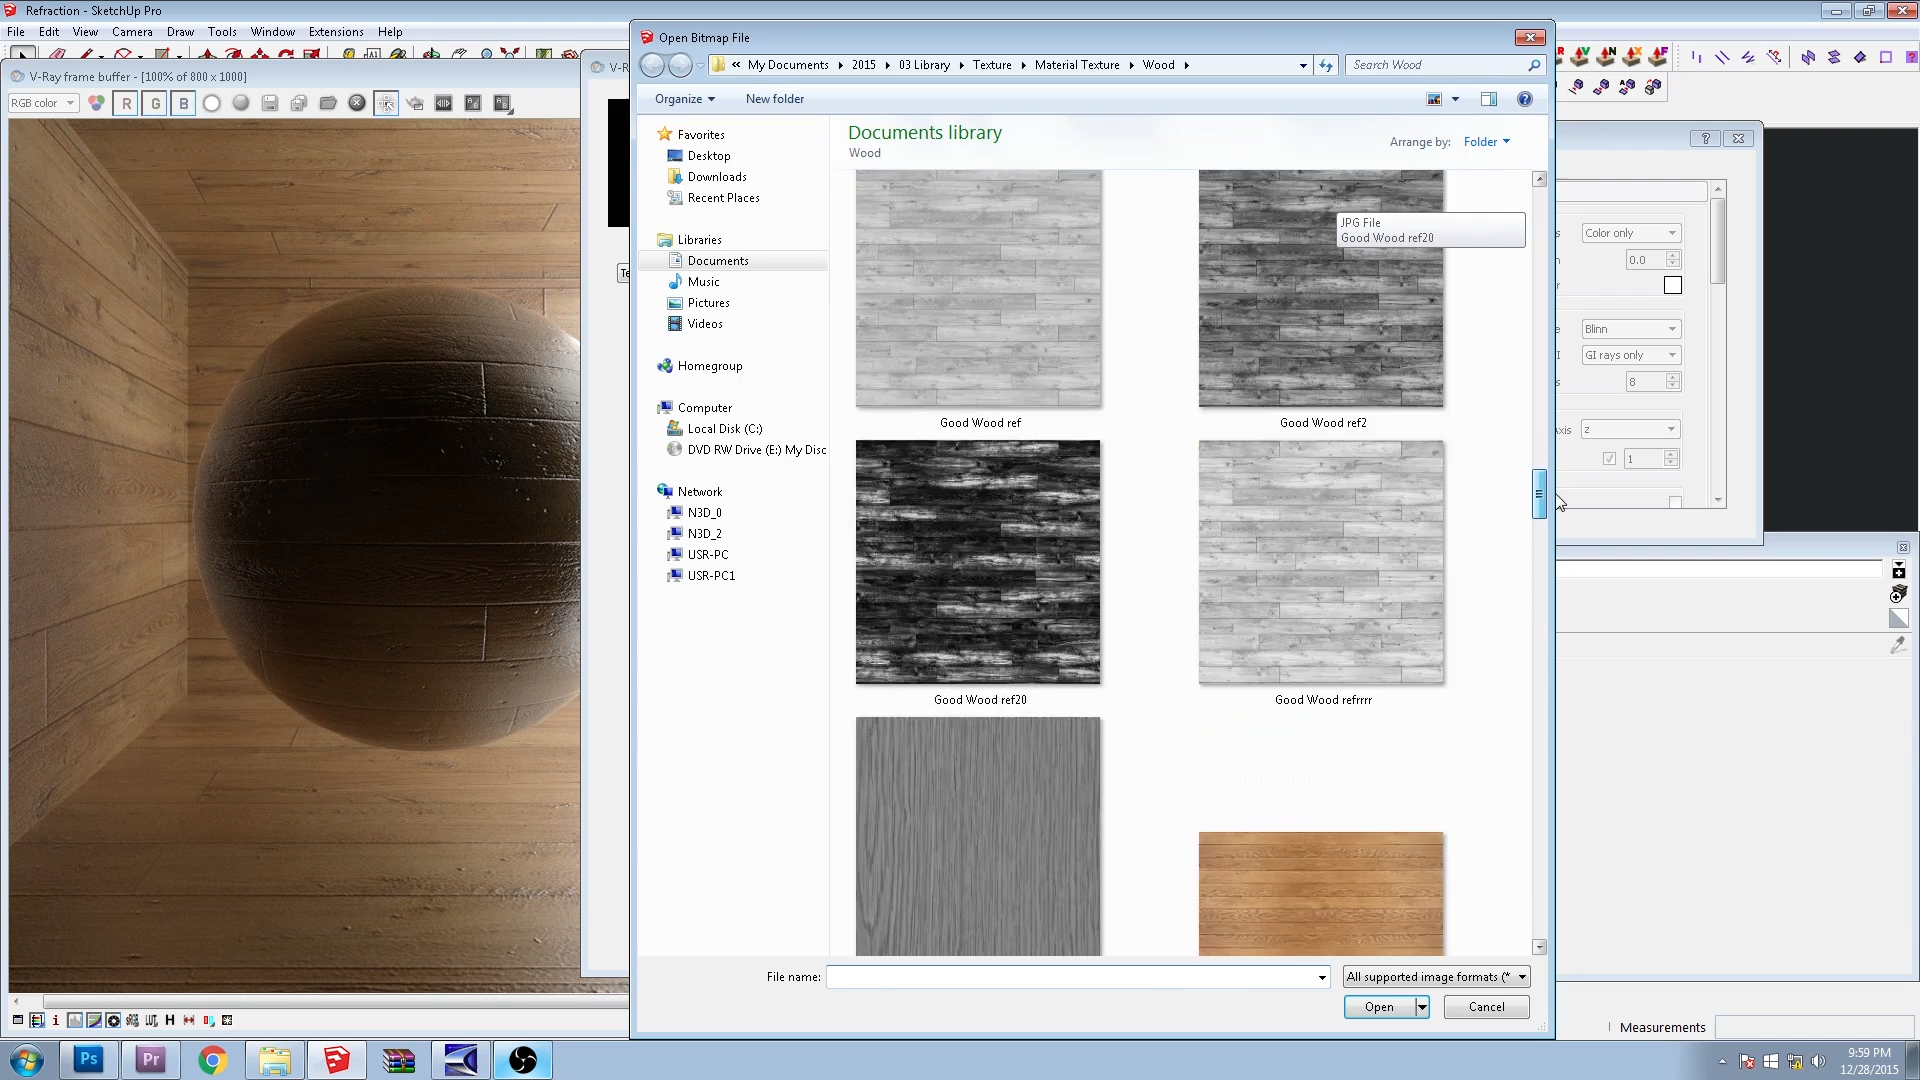 Refraction - SketchUp Pro
File Edit View Camera Draw Tools Window Extensions Help
V-Ray frame buffer - [100% of 800 x 1000]
RGB color
R G B
Open Bitmap File
« My Documents 2015 03 Library Texture Material Texture Wood
Search Wood
Organize New folder
Favorites
Desktop
Downloads
Recent Places
Libraries
Documents
Music
Pictures
Videos
Homegroup
Computer
Local Disk (C:)
DVD RW Drive (E:) My Disc
Network
N3D_0
N3D_2
USR-PC
USR-PC1
Documents library
Wood
Arrange by: Folder
JPG File
Good Wood ref20
Good Wood ref
Good Wood ref2
Good Wood ref20
Good Wood refrrrr
File name:
All supported image formats (*
Open
Cancel
Color only
0.0
Blinn
GI rays only
8
z
1
Measurements
Ps
Pr
9:59 PM
12/28/2015